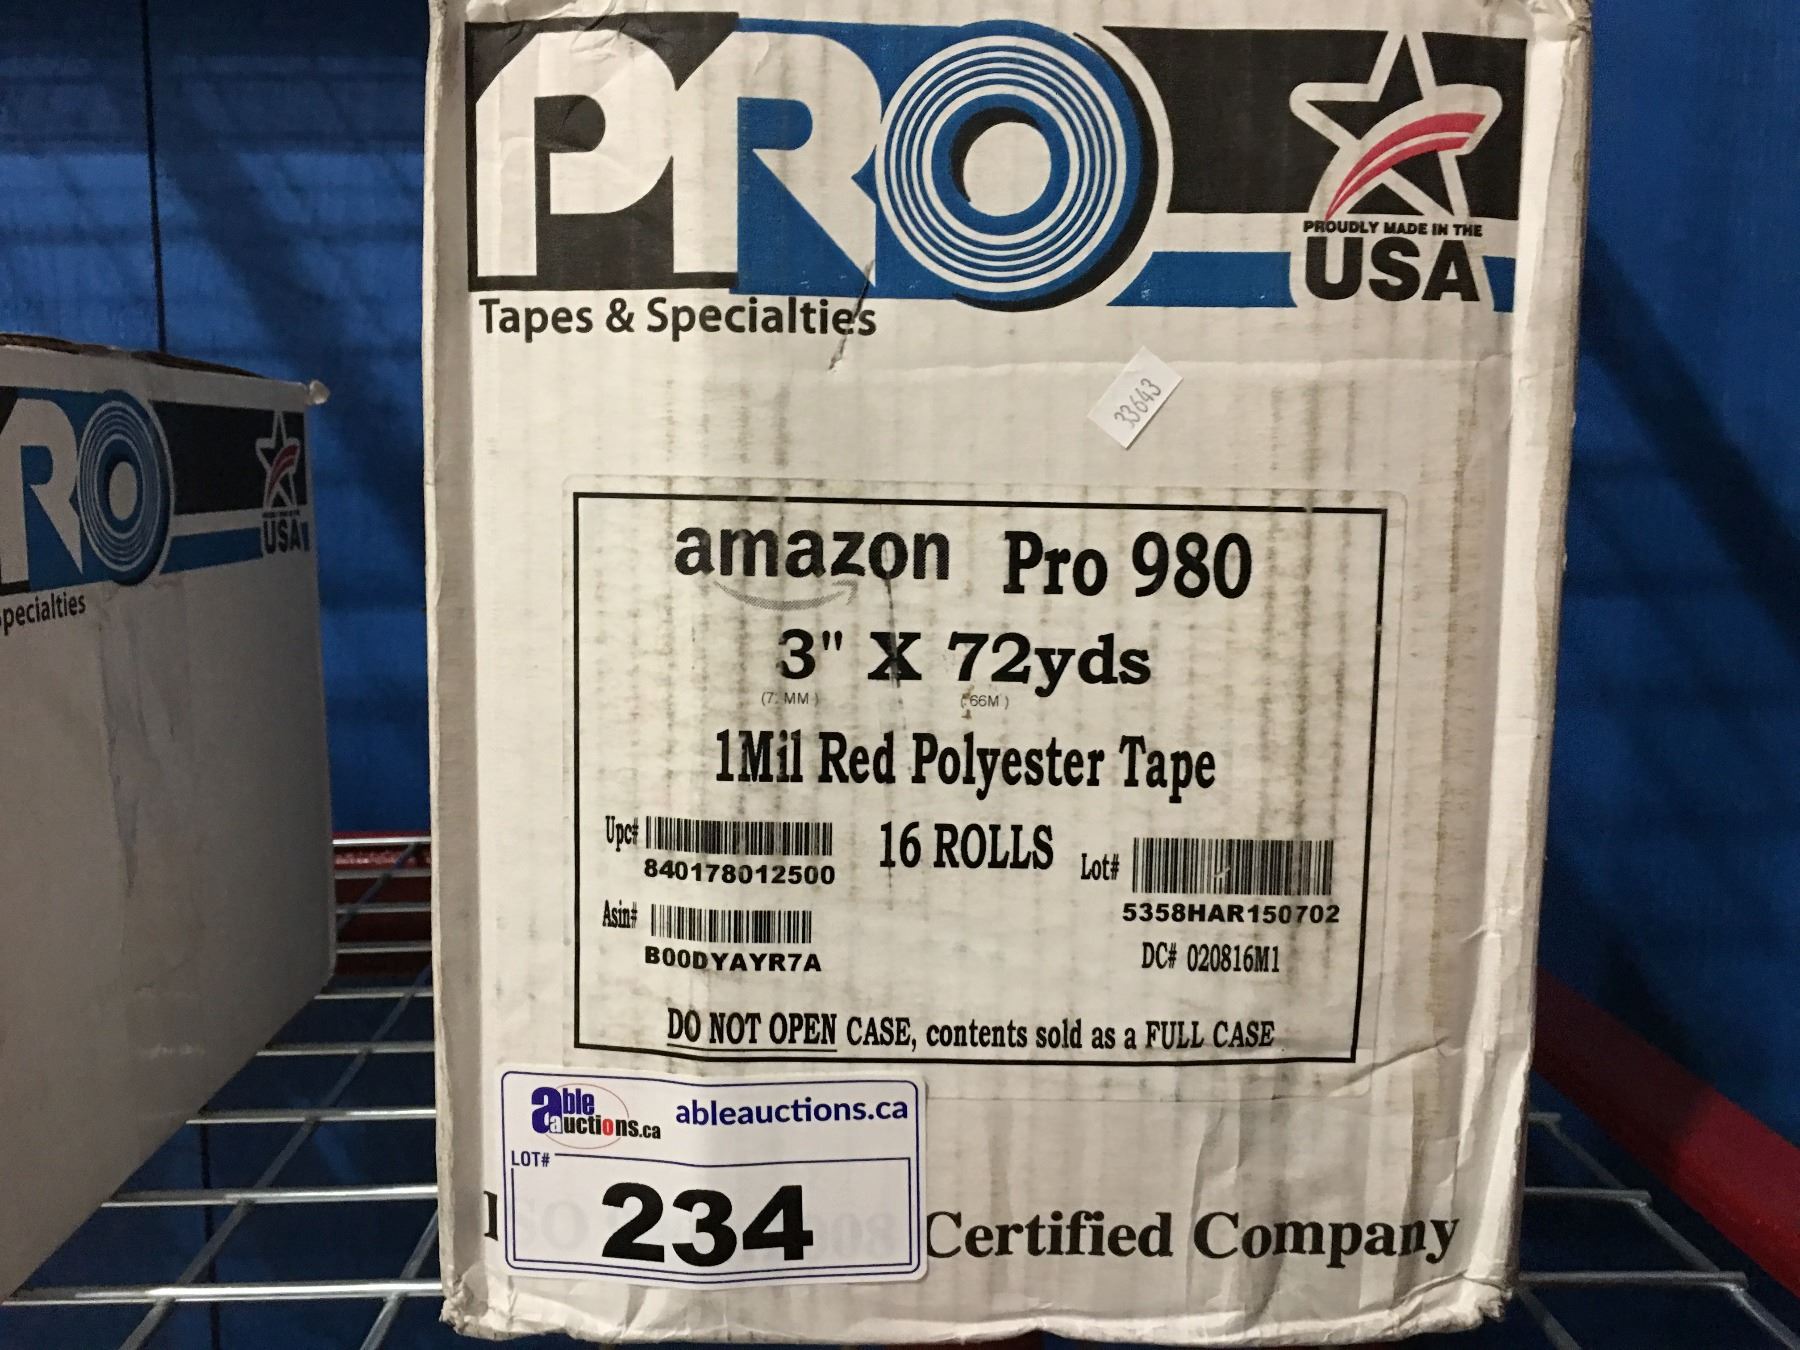 PRO
PROUDLY MADE IN THE
USA
Tapes & Specialties
33643
RO
USA
pecialties
amazon Pro 980
3" X 72yds
MM) 66M)
1Mil Red Polyester Tape
Upc# 16 ROLLS Lot#
840178012500
5358HAR150702
Asin#
B00DYAYR7A
DC# 020816M1
DO NOT OPEN CASE, contents sold as a FULL CASE
able auctions.ca ableauctions.ca
LOT#
234
Certified Company